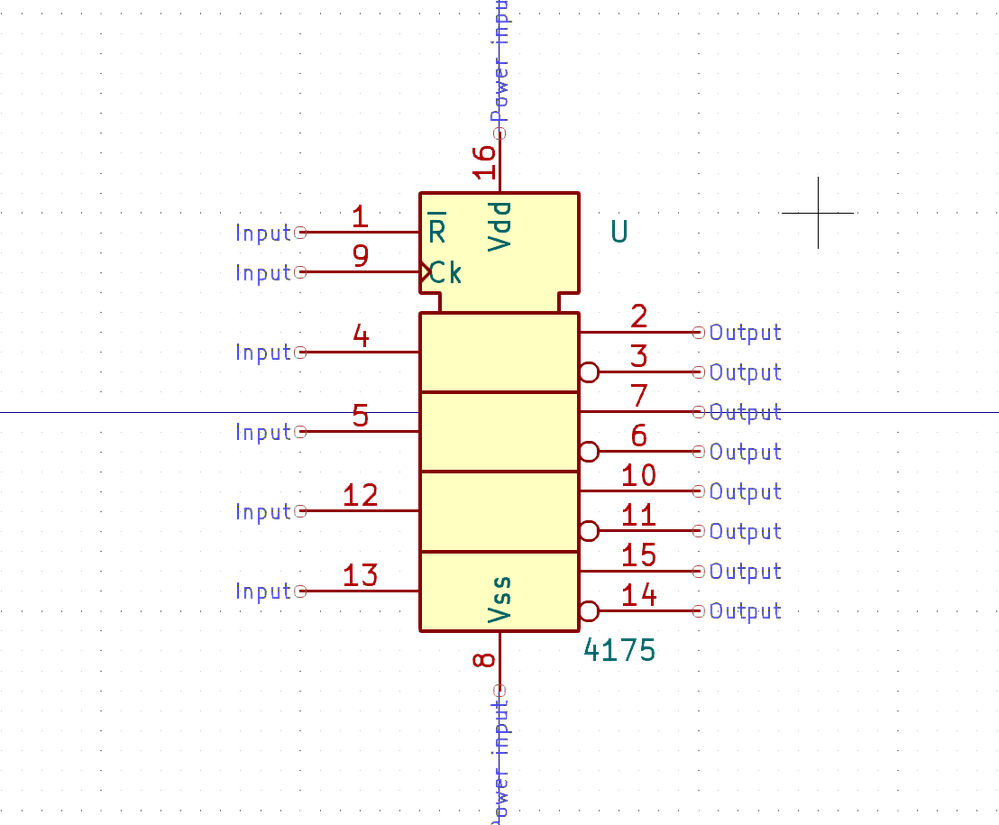 Power input
16
R̅
Vdd
U
Input
1
Input
9
Ck
2
Output
Input
4
3
Output
7
Output
Input
5
6
Output
10
Output
Input
12
11
Output
15
Output
Input
13
14
Output
Vss
4175
8
Power input